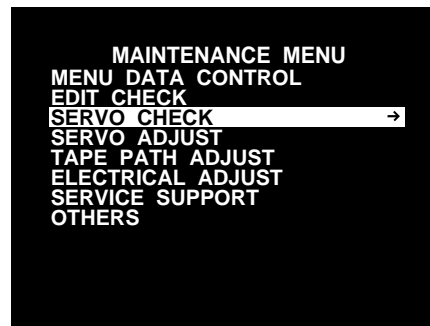 MAINTENANCE MENU
MENU DATA CONTROL
EDIT CHECK
SERVO CHECK →
SERVO ADJUST
TAPE PATH ADJUST
ELECTRICAL ADJUST
SERVICE SUPPORT
OTHERS